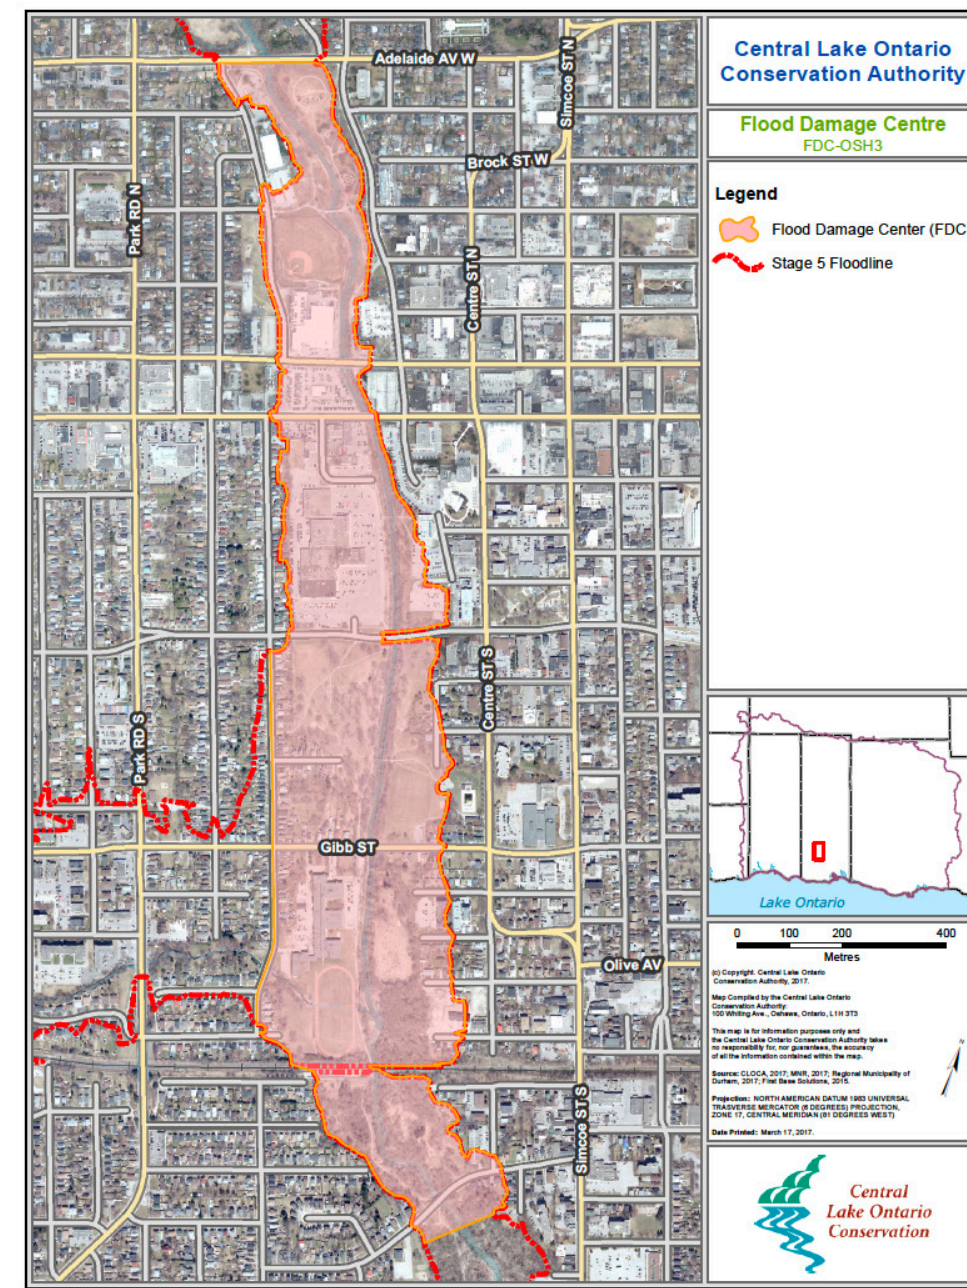 Adelaide AV W
Simcoe ST N
Brock ST W
Park RD N
Centre ST N
Centre ST S
Park RD S
Gibb ST
Olive AV
Simcoe ST S
Central Lake Ontario
Conservation Authority
Flood Damage Centre
FDC-OSH3
Legend
Flood Damage Center (FDC
Stage 5 Floodline
Lake Ontario
0 100 200 400
Metres
(c) Copyright. Central Lake Ontario
Conservation Authority, 2017.
Map Compiled by the Central Lake Ontario
Conservation Authority:
100 Whiting Ave., Oshawa, Ontario, L1H 3T3
This map is for information purposes only and
the Central Lake Ontario Conservation Authority takes
no responsibility for, nor guarantees, the accuracy
of all the information contained within the map.
Source: CLOCA, 2017; MNR, 2017; Regional Municipality of
Durham, 2017; First Base Solutions, 2015.
Projection: NORTH AMERICAN DATUM 1983 UNIVERSAL
TRASVERSE MERCATOR (6 DEGREES) PROJECTION,
ZONE 17, CENTRAL MERIDIAN (81 DEGREES WEST)
Date Printed: March 17, 2017.
N
Central
Lake Ontario
Conservation